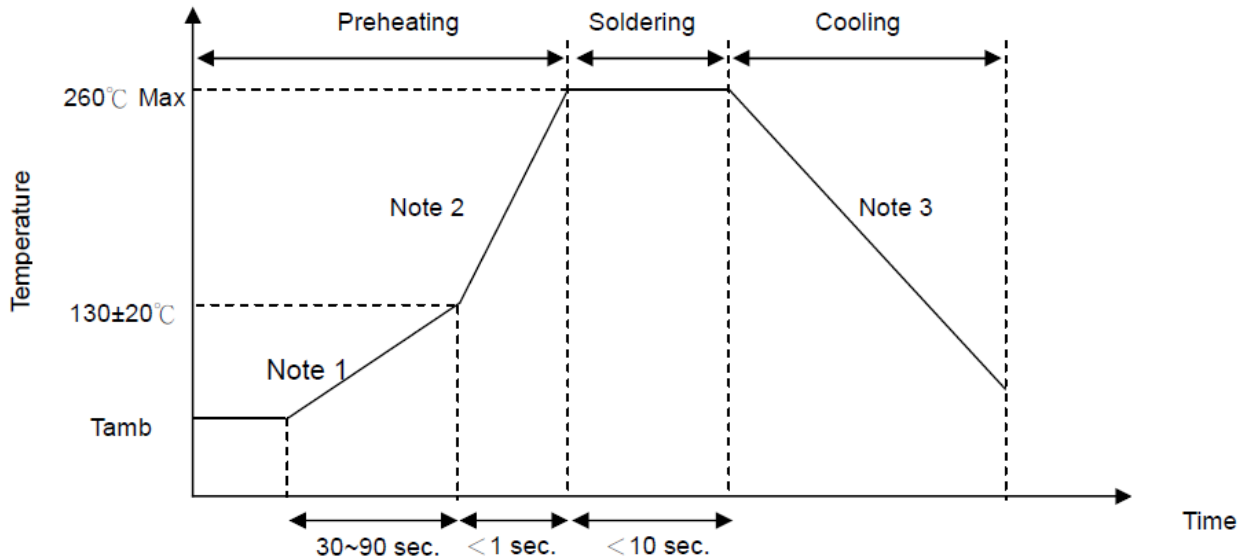 Preheating
Soldering
Cooling
260℃ Max
Note 2
Note 3
Temperature
130±20℃
Note 1
Tamb
Time
30~90 sec.
＜1 sec.
＜10 sec.